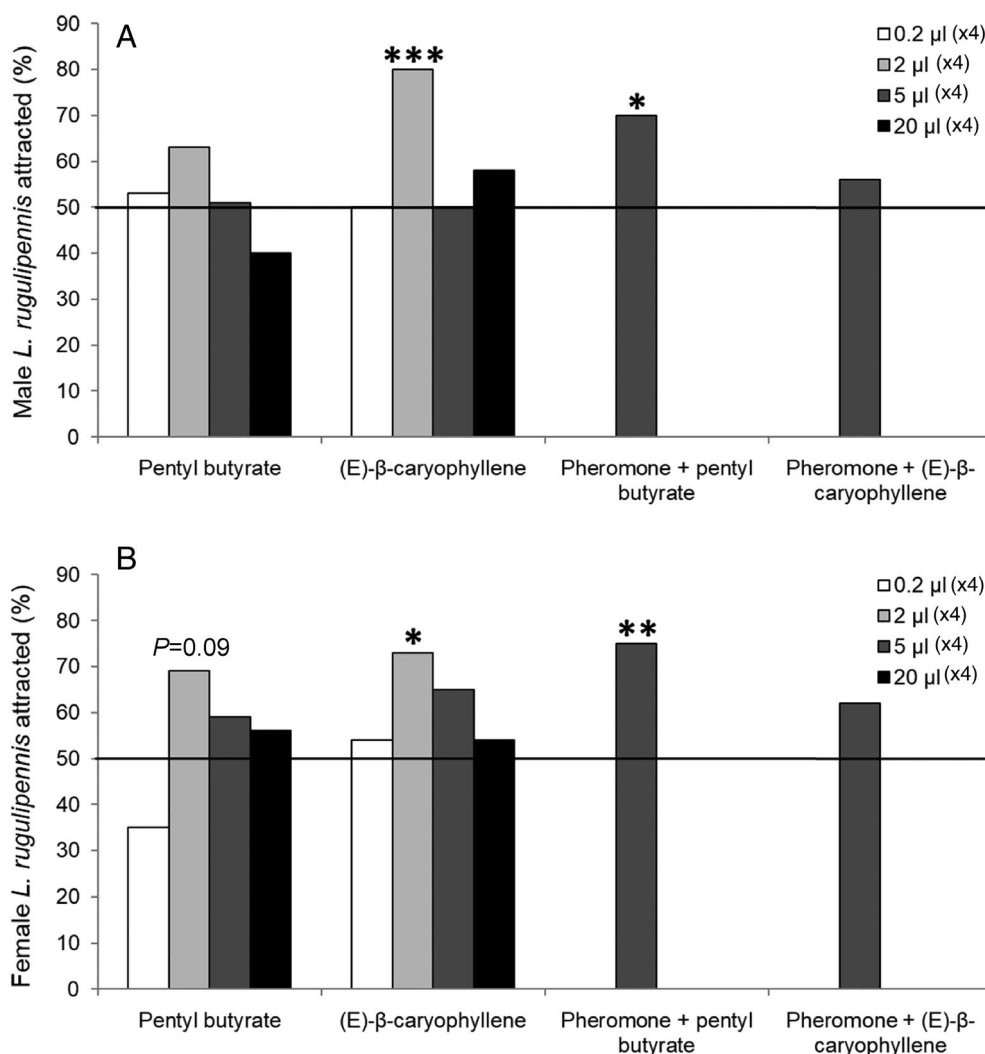 A
Male L. rugulipennis attracted (%)
90
80
70
60
50
40
30
20
10
0
***
*
0.2 µl (x4)
2 µl (x4)
5 µl (x4)
20 µl (x4)
Pentyl butyrate
(E)-β-caryophyllene
Pheromone + pentyl
butyrate
Pheromone + (E)-β-
caryophyllene
B
Female L. rugulipennis attracted (%)
90
80
70
60
50
40
30
20
10
0
P=0.09
*
**
0.2 µl (x4)
2 µl (x4)
5 µl (x4)
20 µl (x4)
Pentyl butyrate
(E)-β-caryophyllene
Pheromone + pentyl
butyrate
Pheromone + (E)-β-
caryophyllene